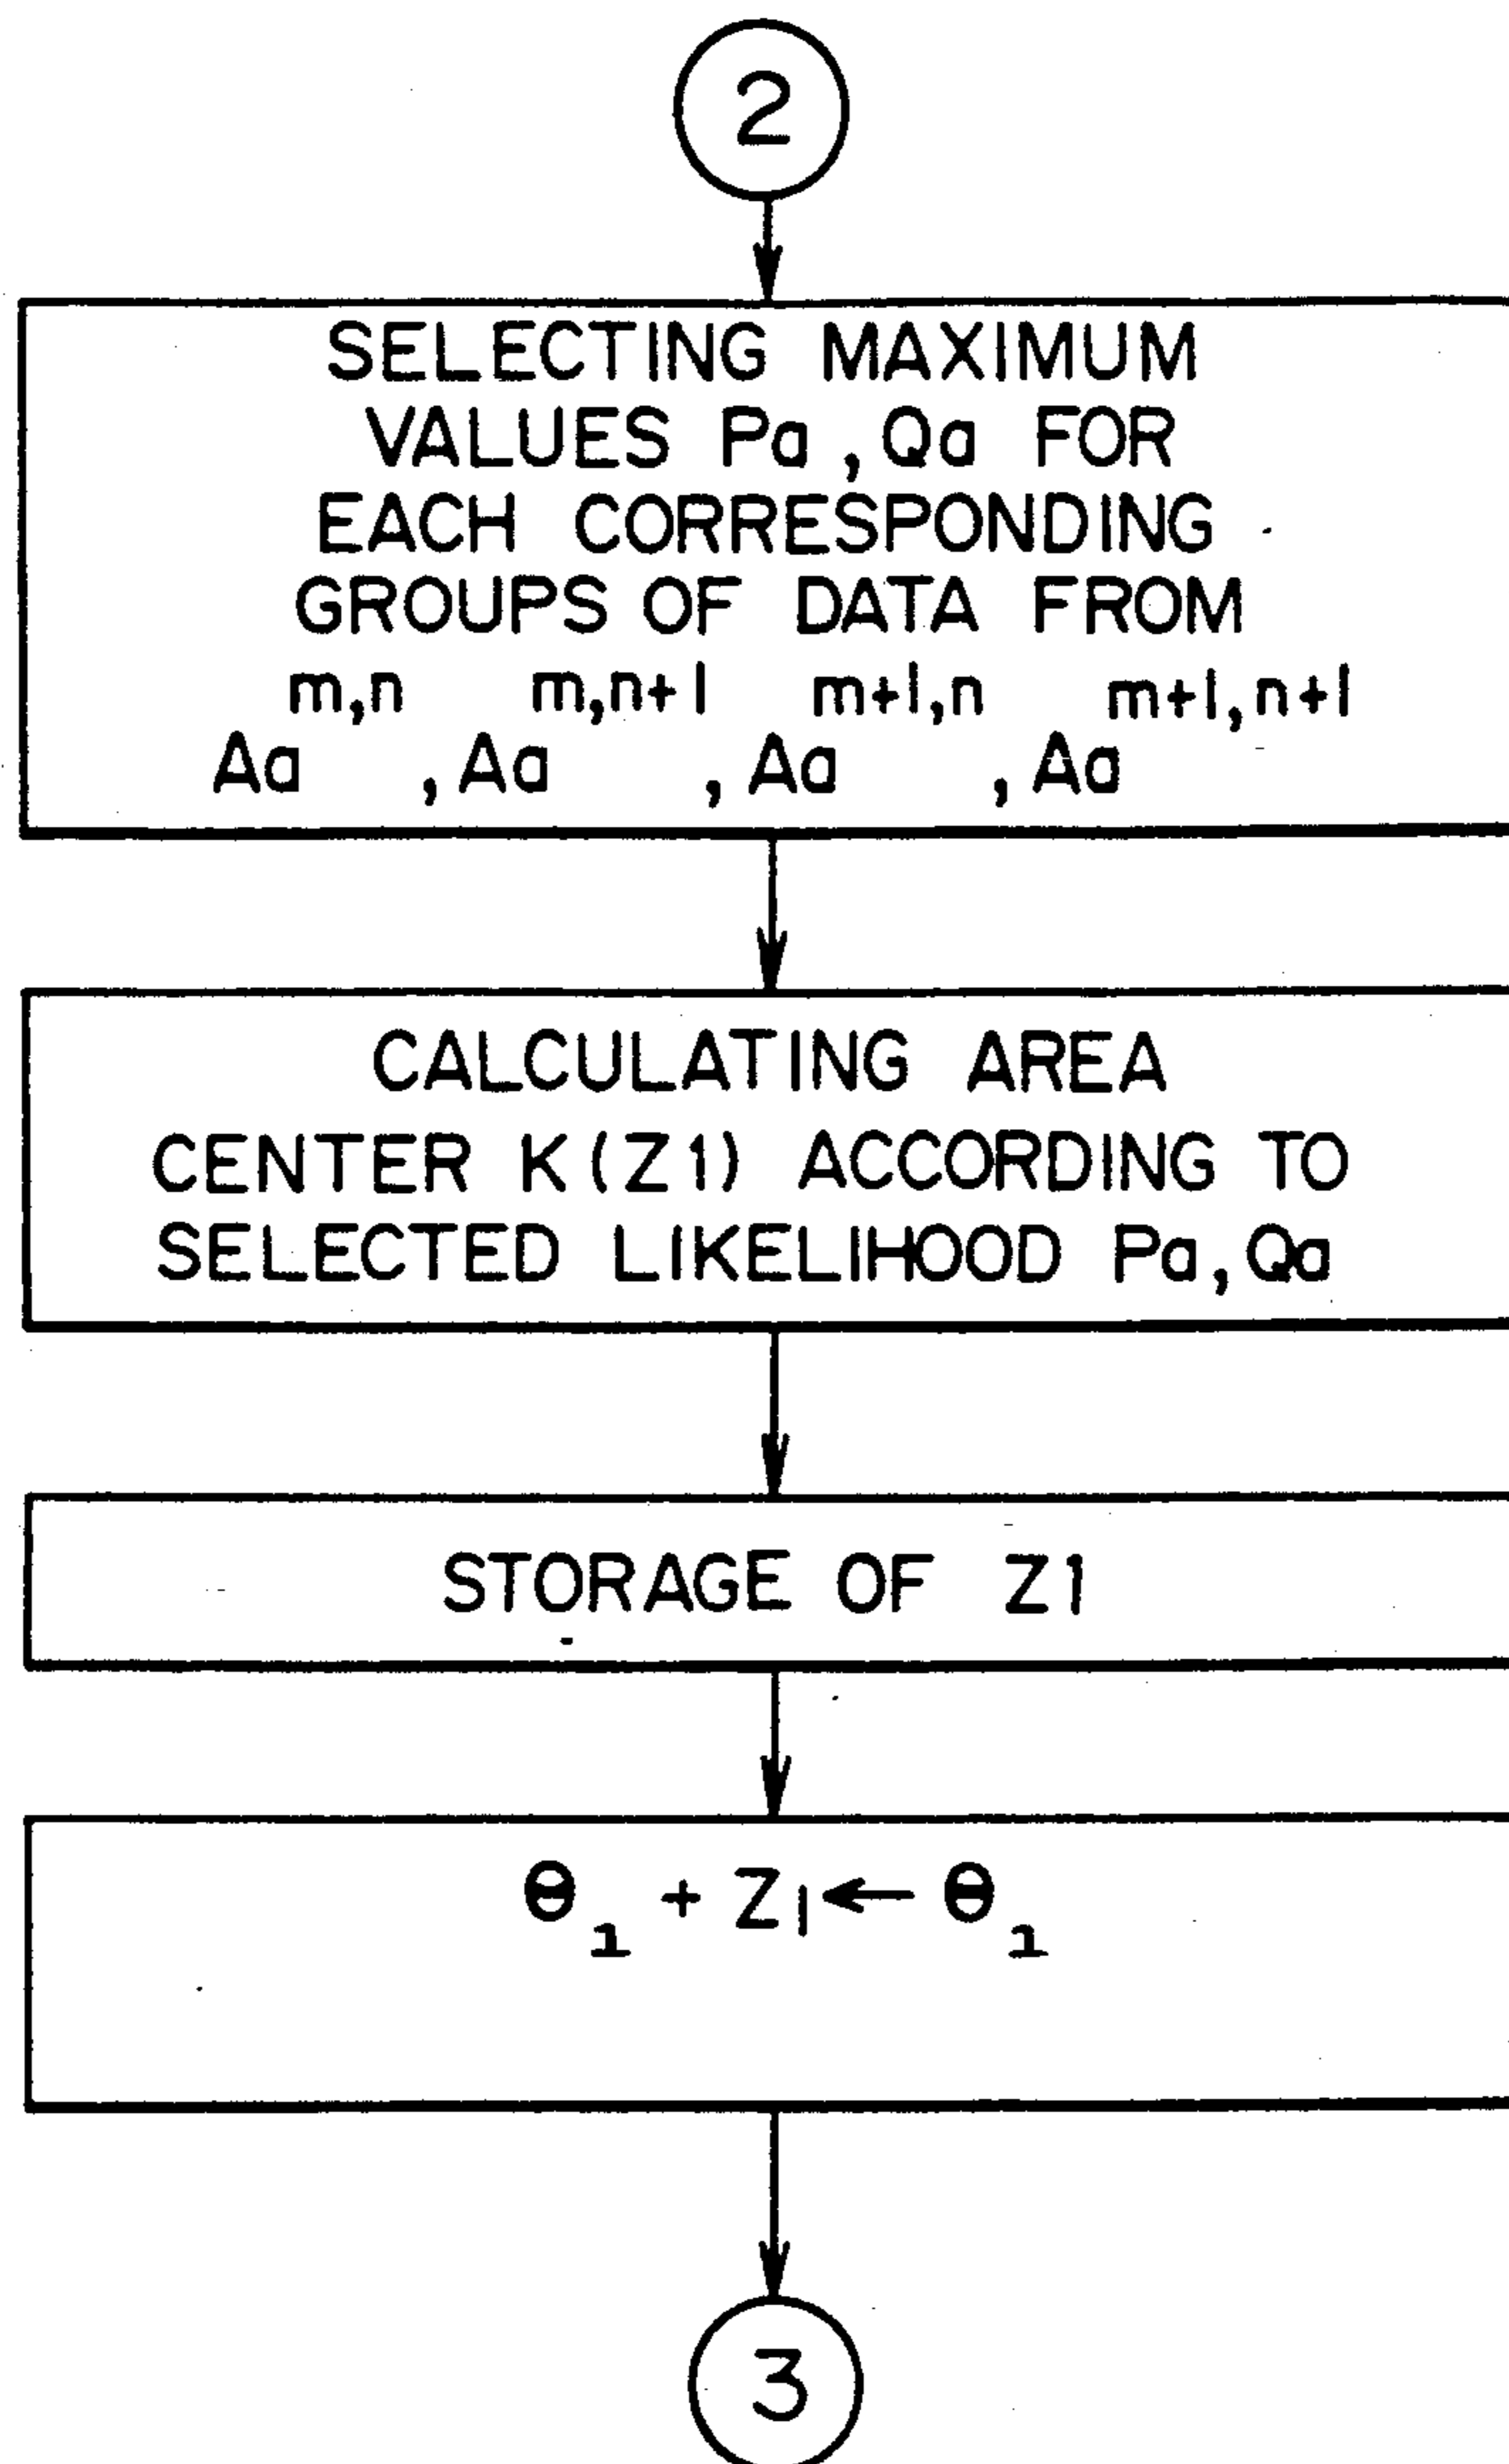 2
SELECTING MAXIMUM
VALUES Pa, Qa FOR
EACH CORRESPONDING
GROUPS OF DATA FROM
m,n m,n+1 m+1,n m+1,n+1
Aa , Aa , Aa , Aa
CALCULATING AREA
CENTER K(Z1) ACCORDING TO
SELECTED LIKELIHOOD Pa, Qa
STORAGE OF Z1
θ1 + Z1 ← θ1
3